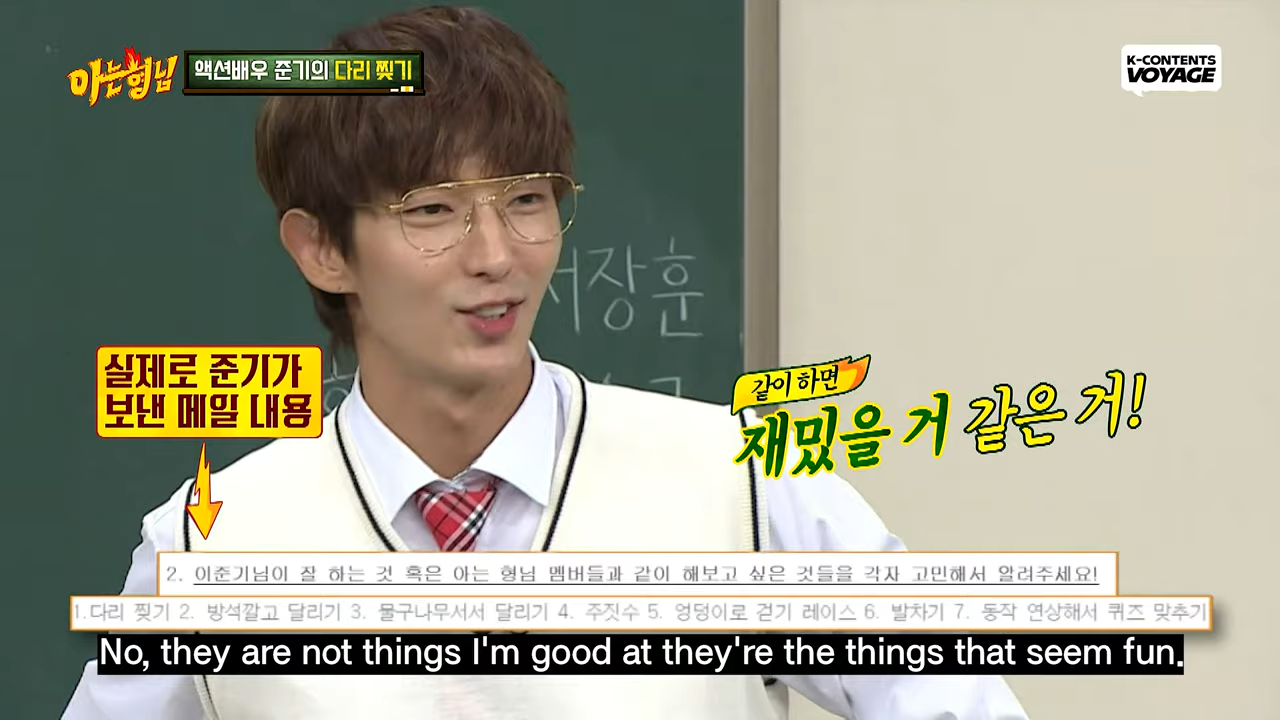 아는형님
액션배우 준기의 다리 찢기
K-CONTENTS
VOYAGE
서장훈
실제로 준기가
보낸 메일 내용
같이 하면
재밌을 거 같은 거!
2. 이준기님이 잘 하는 것 혹은 아는 형님 멤버들과 같이 해보고 싶은 것들을 각자 고민해서 알려주세요!
1.다리 찢기 2. 방석깔고 달리기 3. 물구나무서서 달리기 4. 주짓수 5. 엉덩이로 걷기 레이스 6. 발차기 7. 동작 연상해서 퀴즈 맞추기
No, they are not things I'm good at they're the things that seem fun.